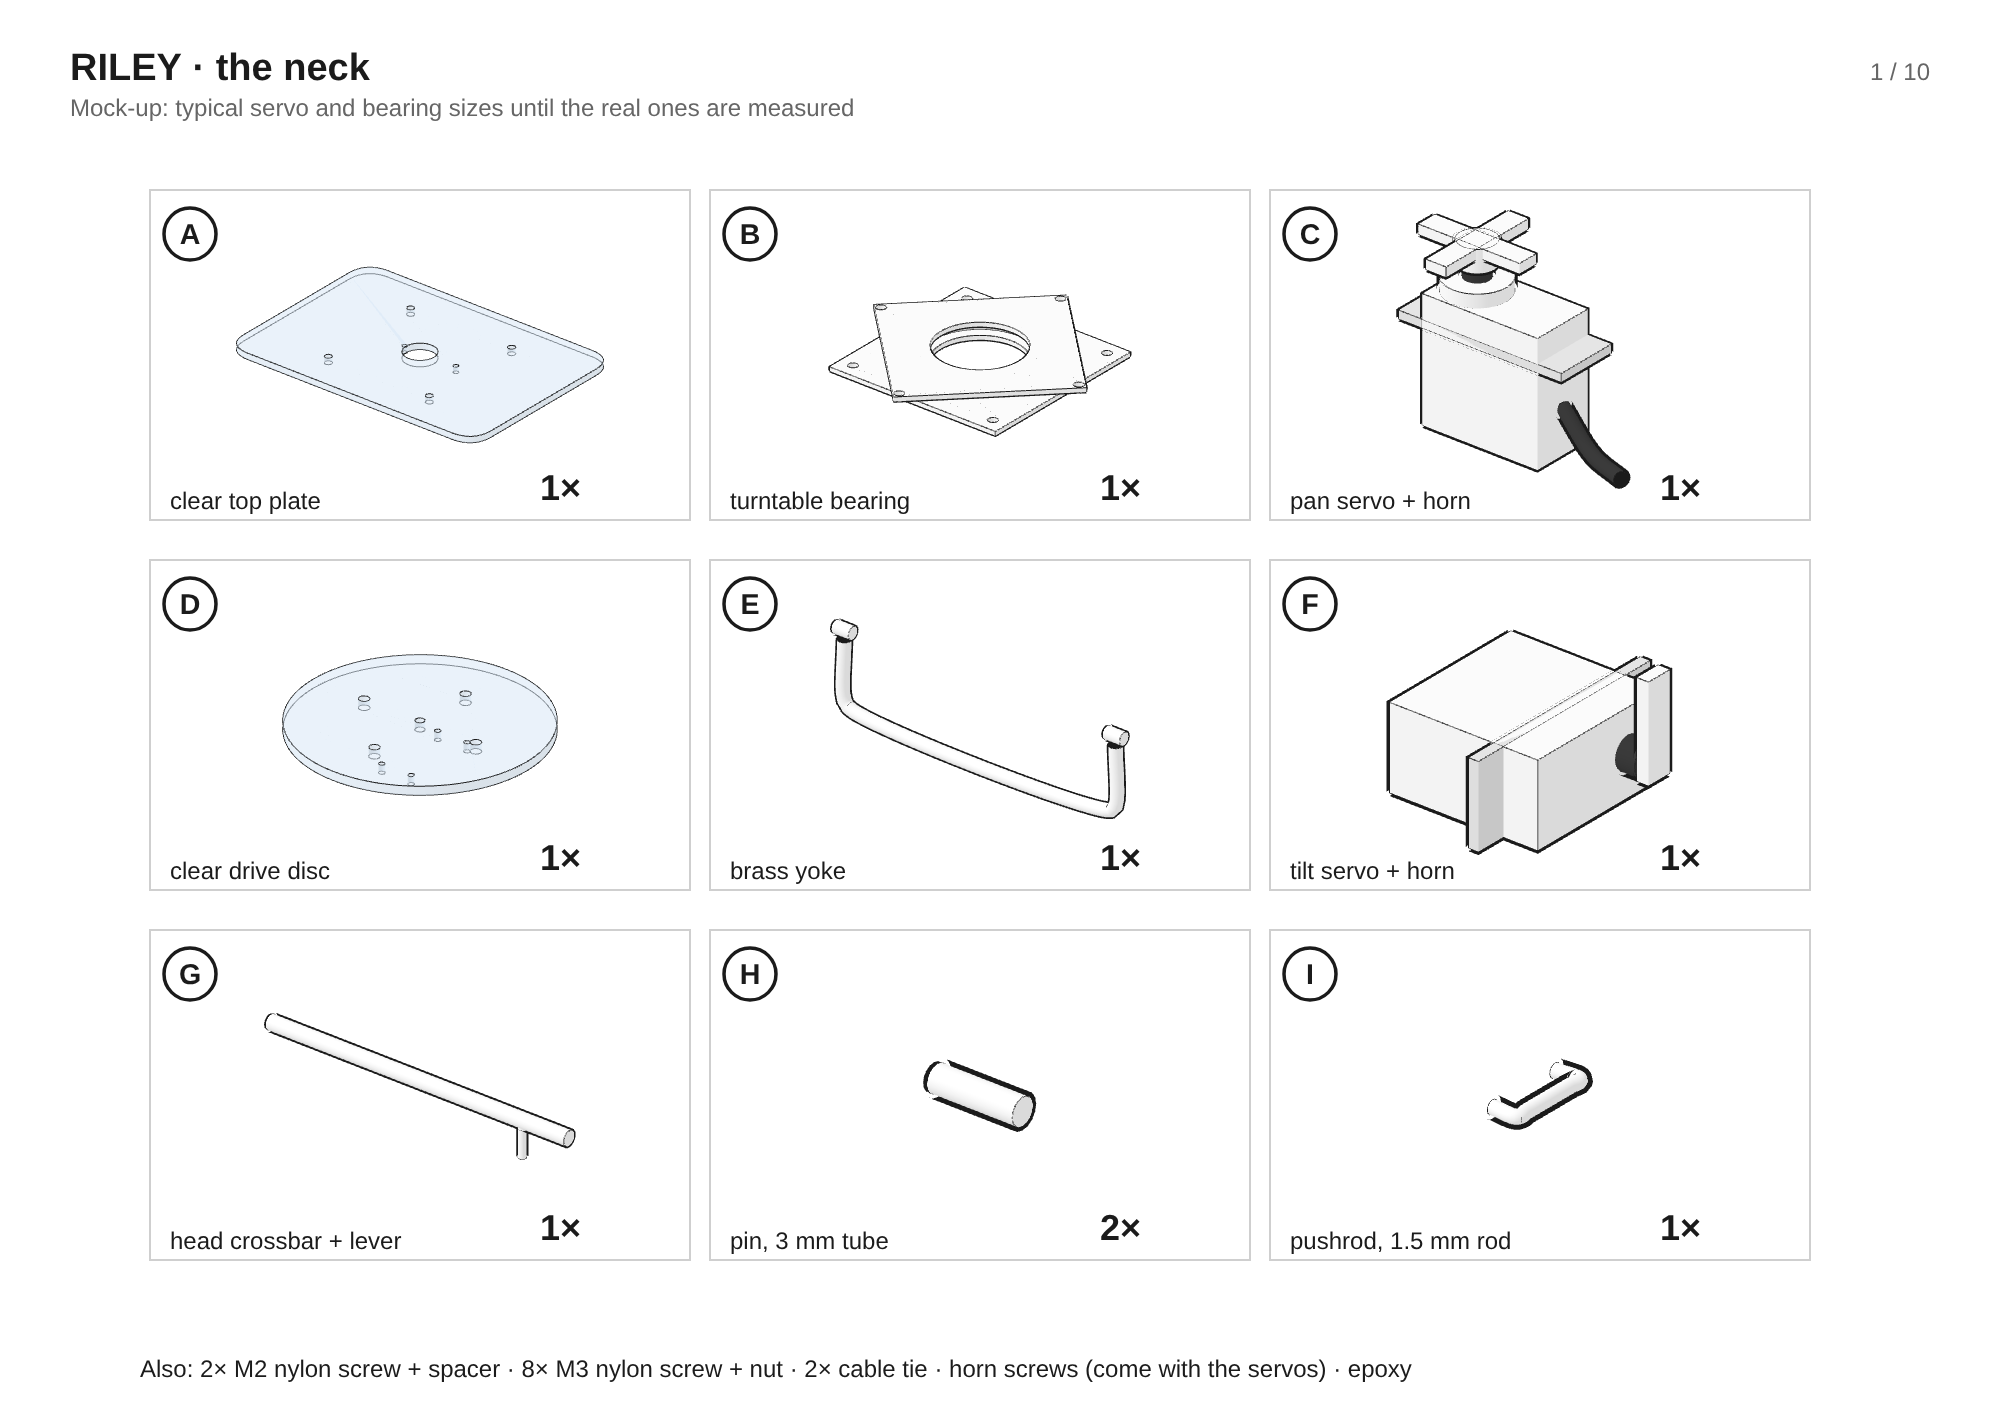 RILEY · the neck
1 / 10
Mock-up: typical servo and bearing sizes until the real ones are measured
A
clear top plate
1×
B
turntable bearing
1×
C
pan servo + horn
1×
D
clear drive disc
1×
E
brass yoke
1×
F
tilt servo + horn
1×
G
head crossbar + lever
1×
H
pin, 3 mm tube
2×
I
pushrod, 1.5 mm rod
1×
Also: 2× M2 nylon screw + spacer · 8× M3 nylon screw + nut · 2× cable tie · horn screws (come with the servos) · epoxy